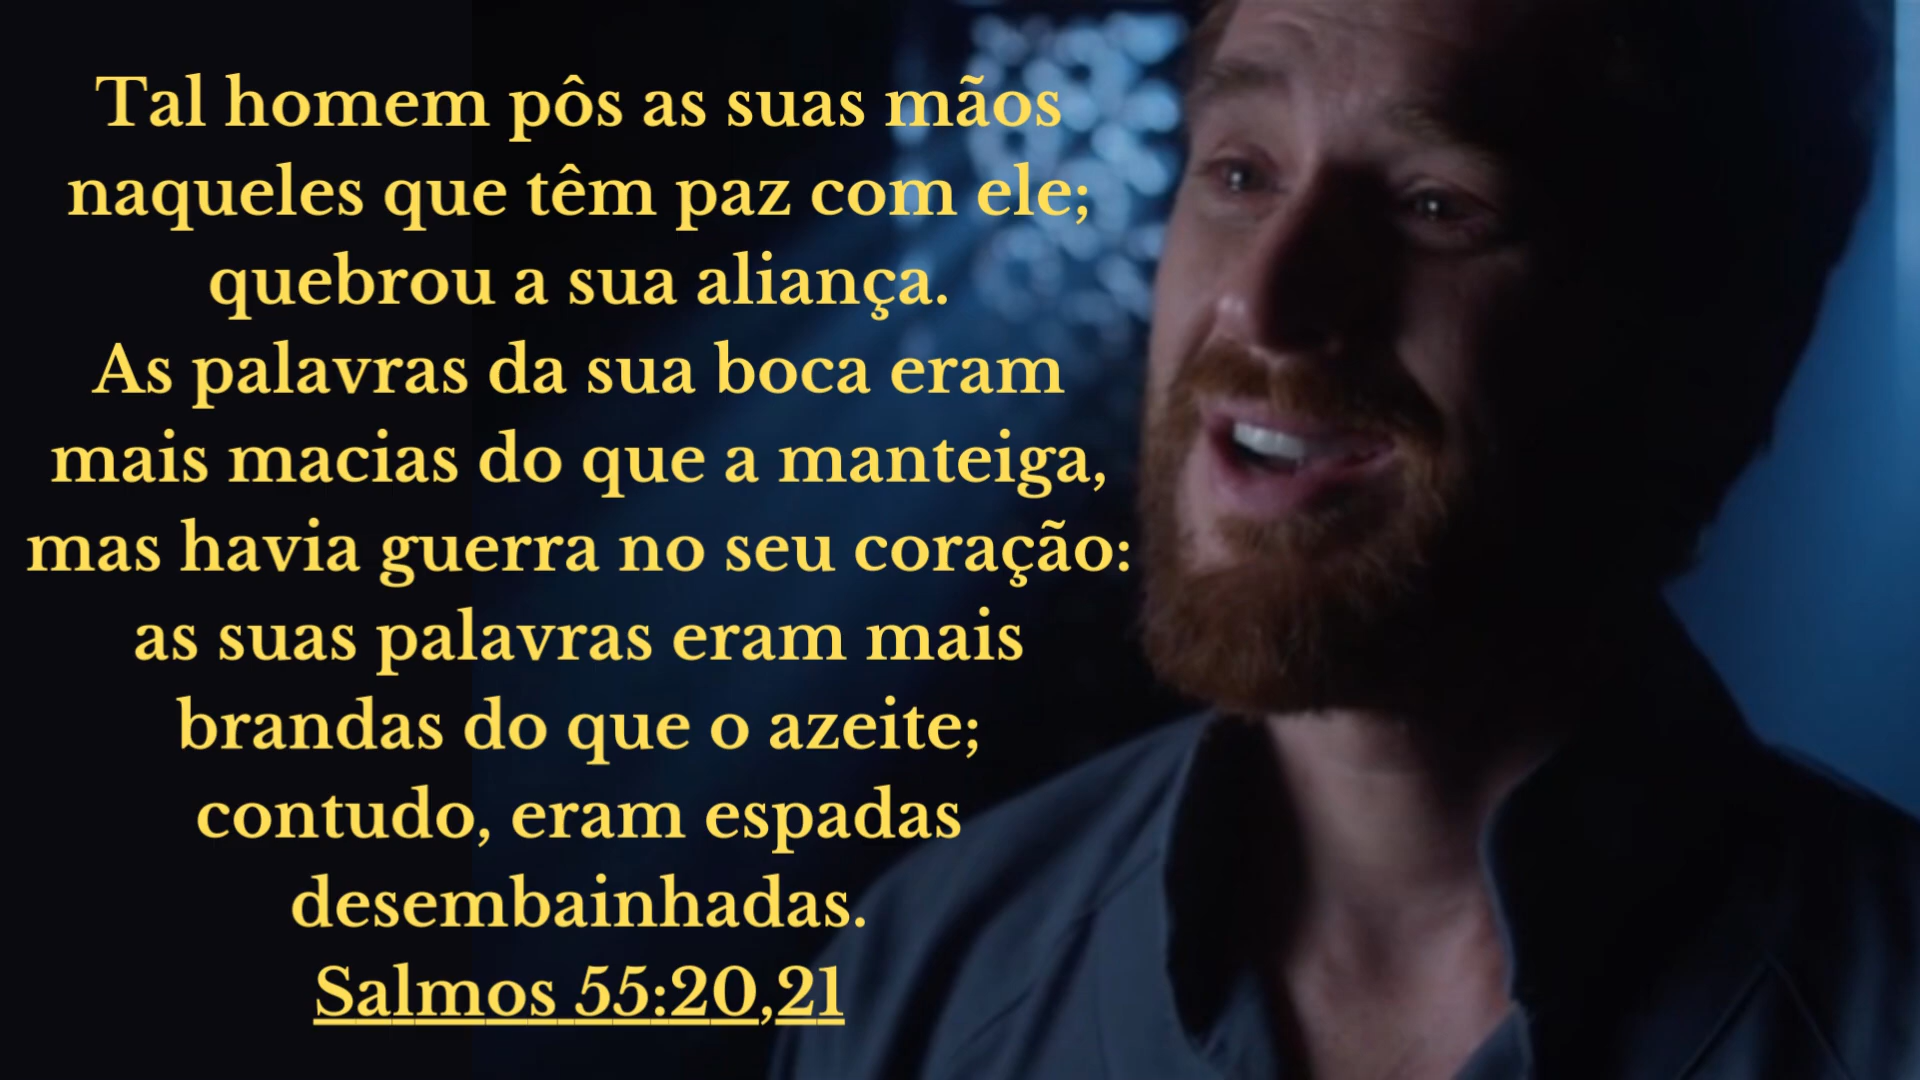 Tal homem pôs as suas mãos
naqueles que têm paz com ele;
quebrou a sua aliança.
As palavras da sua boca eram
mais macias do que a manteiga,
mas havia guerra no seu coração:
as suas palavras eram mais
brandas do que o azeite;
contudo, eram espadas
desembainhadas.
Salmos 55:20,21